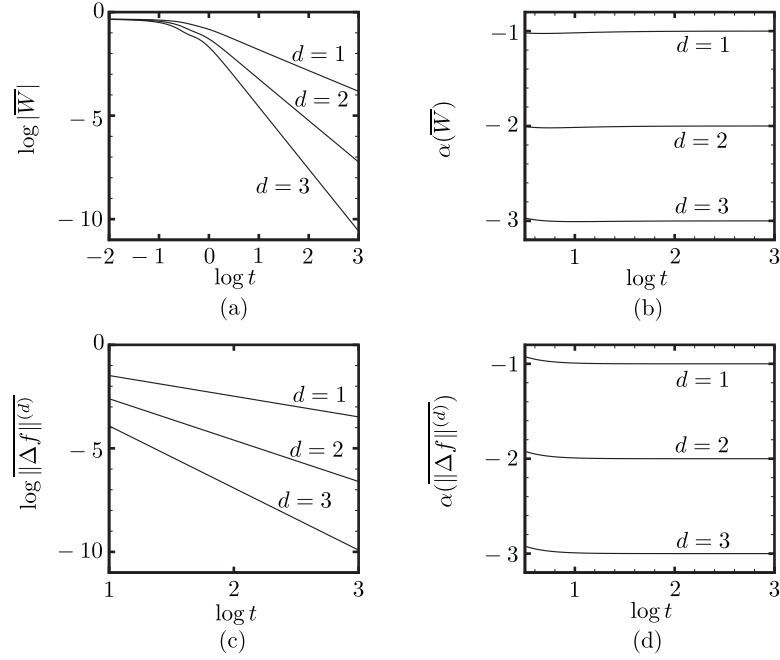 0
−5
−10
log |W̿|
d = 1
d = 2
d = 3
−2 −1 0 1 2 3
log t
(a)
−1
−2
−3
α(W̿)
d = 1
d = 2
d = 3
1 2 3
log t
(b)
0
−5
−10
log \overline{||Δf||}^{(d)}
d = 1
d = 2
d = 3
1 2 3
log t
(c)
−1
−2
−3
α(\overline{||Δf||}^{(d)})
d = 1
d = 2
d = 3
1 2 3
log t
(d)